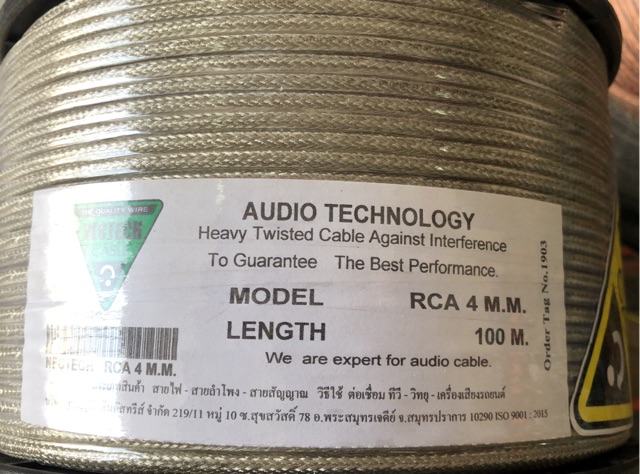 THE QUALITY WIRE
AUDIO TECHNOLOGY
Heavy Twisted Cable Against Interference
To Guarantee The Best Performance.
MODEL RCA 4 M.M.
LENGTH 100 M.
We are expert for audio cable.
RCA 4 M.M.
Order Tag No.1903
สายไฟ - สายลำโพง - สายสัญญาณ วิธีใช้ ต่อเชื่อม ทีวี - วิทยุ - เครื่องเสียงรถยนต์
จำกัด 219/11 หมู่ 10 ซ.สุขสวัสดิ์ 78 อ.พระสมุทรเจดีย์ จ.สมุทรปราการ 10290 ISO 9001 : 2015